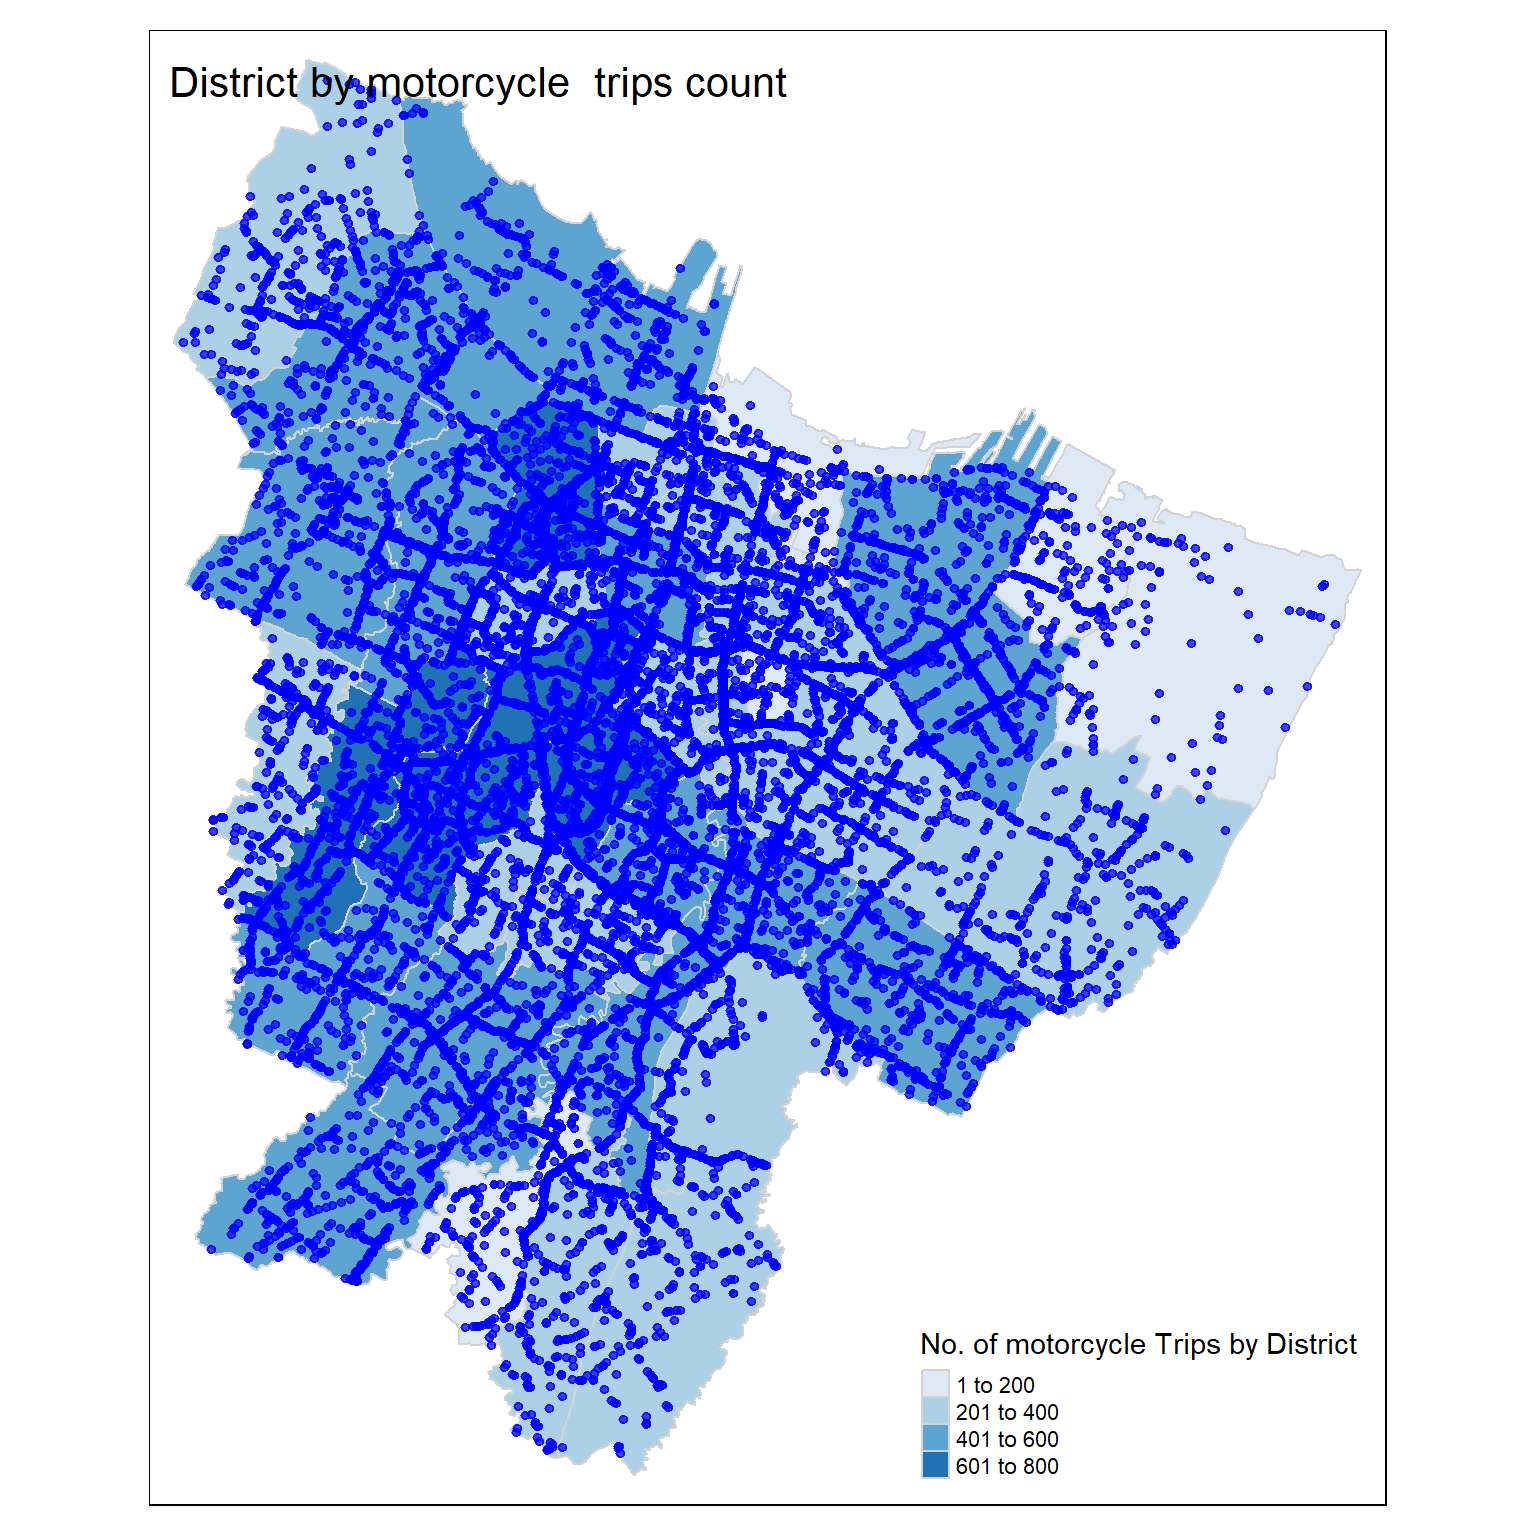 District by motorcycle  trips count
No. of motorcycle Trips by District
1 to 200
201 to 400
401 to 600
601 to 800